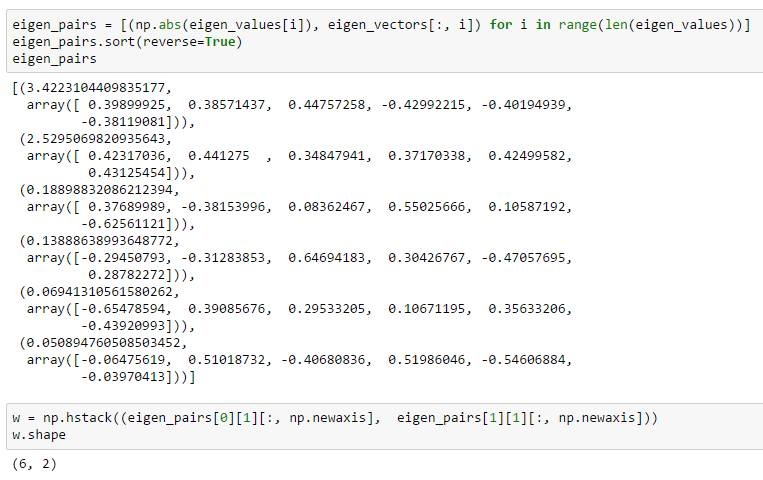 eigen_pairs = [(np.abs(eigen_values[i]), eigen_vectors[:, i]) for i in range(len(eigen_values))]
eigen_pairs.sort(reverse=True)
eigen_pairs
[(3.4223104409835177,
  array([ 0.39899925,  0.38571437,  0.44757258, -0.42992215, -0.40194939,
         -0.38119081])),
 (2.5295069820935643,
  array([ 0.42317036,  0.441275  ,  0.34847941,  0.37170338,  0.42499582,
          0.43125454])),
 (0.18898832086212394,
  array([ 0.37689989, -0.38153996,  0.08362467,  0.55025666,  0.10587192,
         -0.62561121])),
 (0.13888638993648772,
  array([-0.29450793, -0.31283853,  0.64694183,  0.30426767, -0.47057695,
          0.28782272])),
 (0.06941310561580262,
  array([-0.65478594,  0.39085676,  0.29533205,  0.10671195,  0.35633206,
         -0.43920993])),
 (0.050894760508503452,
  array([-0.06475619,  0.51018732, -0.40680836,  0.51986046, -0.54606884,
         -0.03970413]))]
w = np.hstack((eigen_pairs[0][1][:, np.newaxis],  eigen_pairs[1][1][:, np.newaxis]))
w.shape
(6, 2)